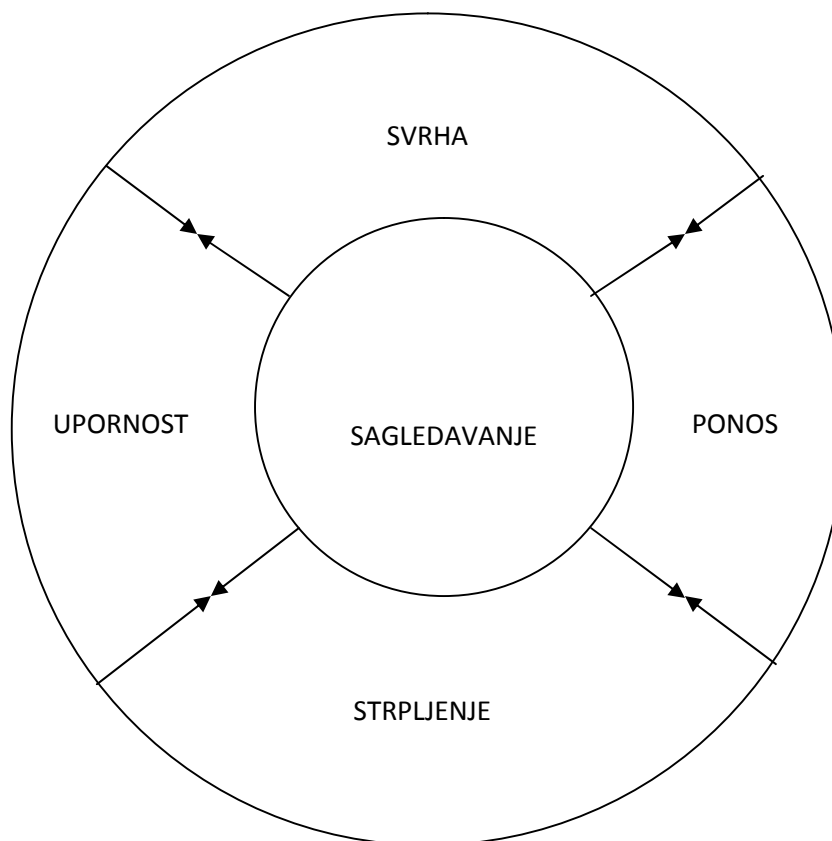 SVRHA
UPORNOST
SAGLEDAVANJE
PONOS
STRPLJENJE